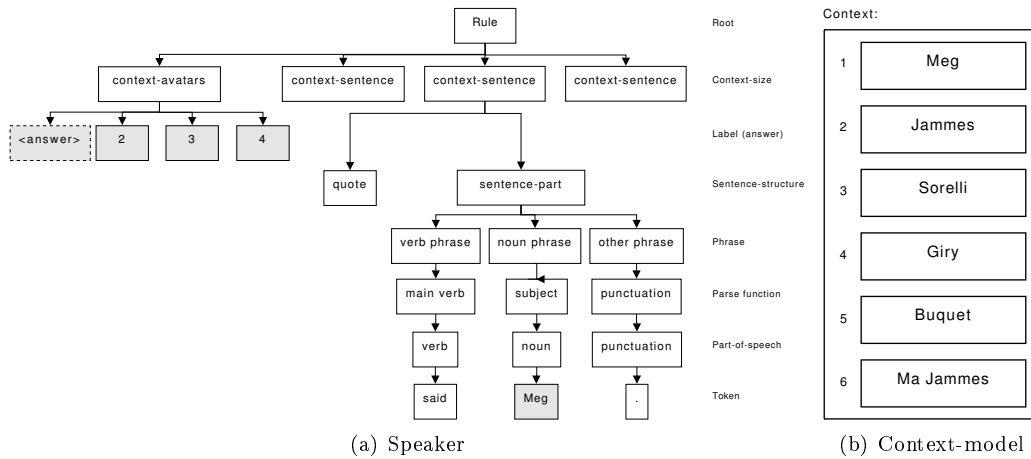 Rule
Root
context-avatars
context-sentence
context-sentence
context-sentence
Context-size
<answer>
2
3
4
Label (answer)
quote
sentence-part
Sentence-structure
verb phrase
noun phrase
other phrase
Phrase
main verb
subject
punctuation
Parse function
verb
noun
punctuation
Part-of-speech
said
Meg
.
Token
(a) Speaker
Context:
1
Meg
2
Jammes
3
Sorelli
4
Giry
5
Buquet
6
Ma Jammes
(b) Context-model